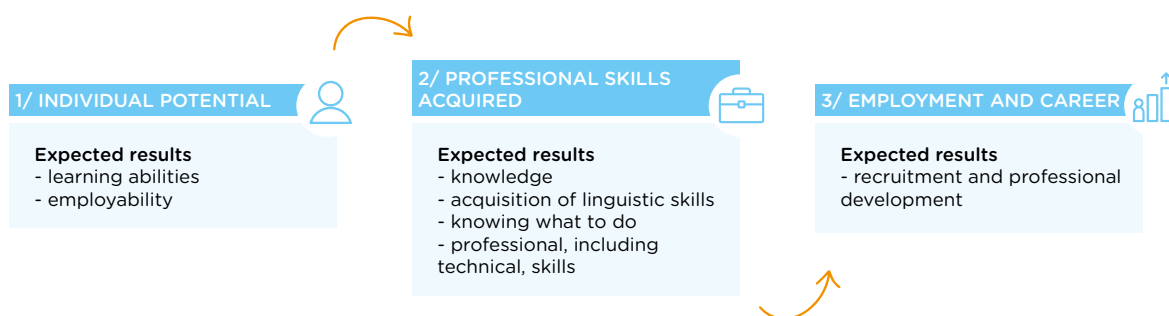 1/ INDIVIDUAL POTENTIAL
Expected results
- learning abilities
- employability
2/ PROFESSIONAL SKILLS
ACQUIRED
Expected results
- knowledge
- acquisition of linguistic skills
- knowing what to do
- professional, including
technical, skills
3/ EMPLOYMENT AND CAREER
Expected results
- recruitment and professional
development